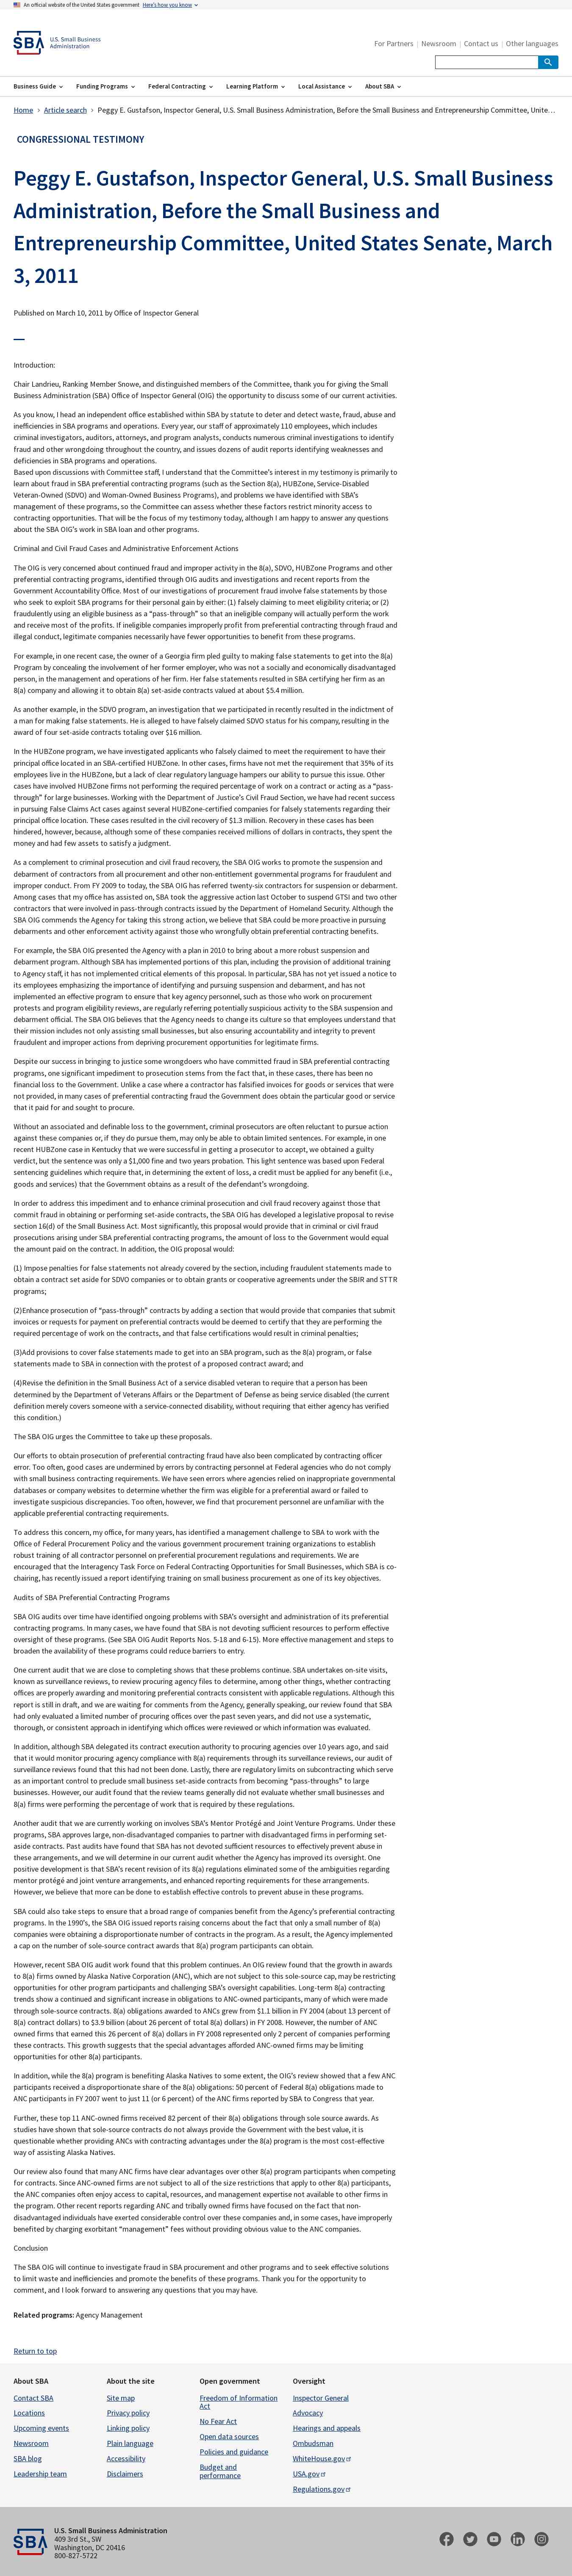 An official website of the United States government Here's how you know
SBA U.S. Small Business
Administration
For Partners | Newsroom | Contact us | Other languages
Business Guide Funding Programs Federal Contracting Learning Platform Local Assistance About SBA
Home › Article search › Peggy E. Gustafson, Inspector General, U.S. Small Business Administration, Before the Small Business and Entrepreneurship Committee, Unite…
CONGRESSIONAL TESTIMONY
Peggy E. Gustafson, Inspector General, U.S. Small Business
Administration, Before the Small Business and
Entrepreneurship Committee, United States Senate, March
3, 2011
Published on March 10, 2011 by Office of Inspector General
Introduction:
Chair Landrieu, Ranking Member Snowe, and distinguished members of the Committee, thank you for giving the Small
Business Administration (SBA) Office of Inspector General (OIG) the opportunity to discuss some of our current activities.
As you know, I head an independent office established within SBA by statute to deter and detect waste, fraud, abuse and
inefficiencies in SBA programs and operations. Every year, our staff of approximately 110 employees, which includes
criminal investigators, auditors, attorneys, and program analysts, conducts numerous criminal investigations to identify
fraud and other wrongdoing throughout the country, and issues dozens of audit reports identifying weaknesses and
deficiencies in SBA programs and operations.
Based upon discussions with Committee staff, I understand that the Committee's interest in my testimony is primarily to
learn about fraud in SBA preferential contracting programs (such as the Section 8(a), HUBZone, Service-Disabled
Veteran-Owned (SDVO) and Woman-Owned Business Programs), and problems we have identified with SBA's
management of these programs, so the Committee can assess whether these factors restrict minority access to
contracting opportunities. That will be the focus of my testimony today, although I am happy to answer any questions
about the SBA OIG's work in SBA loan and other programs.
Criminal and Civil Fraud Cases and Administrative Enforcement Actions
The OIG is very concerned about continued fraud and improper activity in the 8(a), SDVO, HUBZone Programs and other
preferential contracting programs, identified through OIG audits and investigations and recent reports from the
Government Accountability Office. Most of our investigations of procurement fraud involve false statements by those
who seek to exploit SBA programs for their personal gain by either: (1) falsely claiming to meet eligibility criteria; or (2)
fraudulently using an eligible business as a “pass-through” so that an ineligible company will actually perform the work
and receive most of the profits. If ineligible companies improperly profit from preferential contracting through fraud and
illegal conduct, legitimate companies necessarily have fewer opportunities to benefit from these programs.
For example, in one recent case, the owner of a Georgia firm pled guilty to making false statements to get into the 8(a)
Program by concealing the involvement of her former employer, who was not a socially and economically disadvantaged
person, in the management and operations of her firm. Her false statements resulted in SBA certifying her firm as an
8(a) company and allowing it to obtain 8(a) set-aside contracts valued at about $5.4 million.
As another example, in the SDVO program, an investigation that we participated in recently resulted in the indictment of
a man for making false statements. He is alleged to have falsely claimed SDVO status for his company, resulting in the
award of four set-aside contracts totaling over $16 million.
In the HUBZone program, we have investigated applicants who falsely claimed to meet the requirement to have their
principal office located in an SBA-certified HUBZone. In other cases, firms have not met the requirement that 35% of its
employees live in the HUBZone, but a lack of clear regulatory language hampers our ability to pursue this issue. Other
cases have involved HUBZone firms not performing the required percentage of work on a contract or acting as a “pass-
through” for large businesses. Working with the Department of Justice's Civil Fraud Section, we have had recent success
in pursuing False Claims Act cases against several HUBZone-certified companies for falsely statements regarding their
principal office location. These cases resulted in the civil recovery of $1.3 million. Recovery in these cases has been
hindered, however, because, although some of these companies received millions of dollars in contracts, they spent the
money and had few assets to satisfy a judgment.
As a complement to criminal prosecution and civil fraud recovery, the SBA OIG works to promote the suspension and
debarment of contractors from all procurement and other non-entitlement governmental programs for fraudulent and
improper conduct. From FY 2009 to today, the SBA OIG has referred twenty-six contractors for suspension or debarment.
Among cases that my office has assisted on, SBA took the aggressive action last October to suspend GTSI and two other
contractors that were involved in pass-through contracts issued by the Department of Homeland Security. Although the
SBA OIG commends the Agency for taking this strong action, we believe that SBA could be more proactive in pursuing
debarments and other enforcement activity against those who wrongfully obtain preferential contracting benefits.
For example, the SBA OIG presented the Agency with a plan in 2010 to bring about a more robust suspension and
debarment program. Although SBA has implemented portions of this plan, including the provision of additional training
to Agency staff, it has not implemented critical elements of this proposal. In particular, SBA has not yet issued a notice to
its employees emphasizing the importance of identifying and pursuing suspension and debarment, and has not
implemented an effective program to ensure that key agency personnel, such as those who work on procurement
protests and program eligibility reviews, are regularly referring potentially suspicious activity to the SBA suspension and
debarment official. The SBA OIG believes that the Agency needs to change its culture so that employees understand that
their mission includes not only assisting small businesses, but also ensuring accountability and integrity to prevent
fraudulent and improper actions from depriving procurement opportunities for legitimate firms.
Despite our success in bringing to justice some wrongdoers who have committed fraud in SBA preferential contracting
programs, one significant impediment to prosecution stems from the fact that, in these cases, there has been no
financial loss to the Government. Unlike a case where a contractor has falsified invoices for goods or services that were
not provided, in many cases of preferential contracting fraud the Government does obtain the particular good or service
that it paid for and sought to procure.
Without an associated and definable loss to the government, criminal prosecutors are often reluctant to pursue action
against these companies or, if they do pursue them, may only be able to obtain limited sentences. For example, in one
recent HUBZone case in Kentucky that we were successful in getting a prosecutor to accept, we obtained a guilty
verdict, but the sentence was only a $1,000 fine and two years probation. This light sentence was based upon Federal
sentencing guidelines which require that, in determining the extent of loss, a credit must be applied for any benefit (i.e.,
goods and services) that the Government obtains as a result of the defendant's wrongdoing.
In order to address this impediment and to enhance criminal prosecution and civil fraud recovery against those that
commit fraud in obtaining or performing set-aside contracts, the SBA OIG has developed a legislative proposal to revise
section 16(d) of the Small Business Act. Most significantly, this proposal would provide that in criminal or civil fraud
prosecutions arising under SBA preferential contracting programs, the amount of loss to the Government would equal
the amount paid on the contract. In addition, the OIG proposal would:
(1) Impose penalties for false statements not already covered by the section, including fraudulent statements made to
obtain a contract set aside for SDVO companies or to obtain grants or cooperative agreements under the SBIR and STTR
programs;
(2)Enhance prosecution of “pass-through” contracts by adding a section that would provide that companies that submit
invoices or requests for payment on preferential contracts would be deemed to certify that they are performing the
required percentage of work on the contracts, and that false certifications would result in criminal penalties;
(3)Add provisions to cover false statements made to get into an SBA program, such as the 8(a) program, or false
statements made to SBA in connection with the protest of a proposed contract award; and
(4)Revise the definition in the Small Business Act of a service disabled veteran to require that a person has been
determined by the Department of Veterans Affairs or the Department of Defense as being service disabled (the current
definition merely covers someone with a service-connected disability, without requiring that either agency has verified
this condition.)
The SBA OIG urges the Committee to take up these proposals.
Our efforts to obtain prosecution of preferential contracting fraud have also been complicated by contracting officer
error. Too often, good cases are undermined by errors by contracting personnel at Federal agencies who do not comply
with small business contracting requirements. We have seen errors where agencies relied on inappropriate governmental
databases or company websites to determine whether the firm was eligible for a preferential award or failed to
investigate suspicious discrepancies. Too often, however, we find that procurement personnel are unfamiliar with the
applicable preferential contracting requirements.
To address this concern, my office, for many years, has identified a management challenge to SBA to work with the
Office of Federal Procurement Policy and the various government procurement training organizations to establish
robust training of all contractor personnel on preferential procurement regulations and requirements. We are
encouraged that the Interagency Task Force on Federal Contracting Opportunities for Small Businesses, which SBA is co-
chairing, has recently issued a report identifying training on small business procurement as one of its key objectives.
Audits of SBA Preferential Contracting Programs
SBA OIG audits over time have identified ongoing problems with SBA's oversight and administration of its preferential
contracting programs. In many cases, we have found that SBA is not devoting sufficient resources to perform effective
oversight of these programs. (See SBA OIG Audit Reports Nos. 5-18 and 6-15). More effective management and steps to
broaden the availability of these programs could reduce barriers to entry.
One current audit that we are close to completing shows that these problems continue. SBA undertakes on-site visits,
known as surveillance reviews, to review procuring agency files to determine, among other things, whether contracting
offices are properly awarding and monitoring preferential contracts consistent with applicable regulations. Although this
report is still in draft, and we are waiting for comments from the Agency, generally speaking, our review found that SBA
had only evaluated a limited number of procuring offices over the past seven years, and did not use a systematic,
thorough, or consistent approach in identifying which offices were reviewed or which information was evaluated.
In addition, although SBA delegated its contract execution authority to procuring agencies over 10 years ago, and said
that it would monitor procuring agency compliance with 8(a) requirements through its surveillance reviews, our audit of
surveillance reviews found that this had not been done. Lastly, there are regulatory limits on subcontracting which serve
as an important control to preclude small business set-aside contracts from becoming “pass-throughs” to large
businesses. However, our audit found that the review teams generally did not evaluate whether small businesses and
8(a) firms were performing the percentage of work that is required by these regulations.
Another audit that we are currently working on involves SBA's Mentor Protégé and Joint Venture Programs. Under these
programs, SBA approves large, non-disadvantaged companies to partner with disadvantaged firms in performing set-
aside contracts. Past audits have found that SBA has not devoted sufficient resources to effectively prevent abuse in
these arrangements, and we will determine in our current audit whether the Agency has improved its oversight. One
positive development is that SBA's recent revision of its 8(a) regulations eliminated some of the ambiguities regarding
mentor protégé and joint venture arrangements, and enhanced reporting requirements for these arrangements.
However, we believe that more can be done to establish effective controls to prevent abuse in these programs.
SBA could also take steps to ensure that a broad range of companies benefit from the Agency's preferential contracting
programs. In the 1990's, the SBA OIG issued reports raising concerns about the fact that only a small number of 8(a)
companies were obtaining a disproportionate number of contracts in the program. As a result, the Agency implemented
a cap on the number of sole-source contract awards that 8(a) program participants can obtain.
However, recent SBA OIG audit work found that this problem continues. An OIG review found that the growth in awards
to 8(a) firms owned by Alaska Native Corporation (ANC), which are not subject to this sole-source cap, may be restricting
opportunities for other program participants and challenging SBA's oversight capabilities. Long-term 8(a) contracting
trends show a continued and significant increase in obligations to ANC-owned participants, many of which were made
through sole-source contracts. 8(a) obligations awarded to ANCs grew from $1.1 billion in FY 2004 (about 13 percent of
8(a) contract dollars) to $3.9 billion (about 26 percent of total 8(a) dollars) in FY 2008. However, the number of ANC
owned firms that earned this 26 percent of 8(a) dollars in FY 2008 represented only 2 percent of companies performing
these contracts. This growth suggests that the special advantages afforded ANC-owned firms may be limiting
opportunities for other 8(a) participants.
In addition, while the 8(a) program is benefiting Alaska Natives to some extent, the OIG's review showed that a few ANC
participants received a disproportionate share of the 8(a) obligations: 50 percent of Federal 8(a) obligations made to
ANC participants in FY 2007 went to just 11 (or 6 percent) of the ANC firms reported by SBA to Congress that year.
Further, these top 11 ANC-owned firms received 82 percent of their 8(a) obligations through sole source awards. As
studies have shown that sole-source contracts do not always provide the Government with the best value, it is
questionable whether providing ANCs with contracting advantages under the 8(a) program is the most cost-effective
way of assisting Alaska Natives.
Our review also found that many ANC firms have clear advantages over other 8(a) program participants when competing
for contracts. Since ANC-owned firms are not subject to all of the size restrictions that apply to other 8(a) participants,
the ANC companies often enjoy access to capital, resources, and management expertise not available to other firms in
the program. Other recent reports regarding ANC and tribally owned firms have focused on the fact that non-
disadvantaged individuals have exerted considerable control over these companies and, in some cases, have improperly
benefited by charging exorbitant “management” fees without providing obvious value to the ANC companies.
Conclusion
The SBA OIG will continue to investigate fraud in SBA procurement and other programs and to seek effective solutions
to limit waste and inefficiencies and promote the benefits of these programs. Thank you for the opportunity to
comment, and I look forward to answering any questions that you may have.
Related programs: Agency Management
Return to top
About SBA About the site Open government Oversight
Contact SBA
Locations
Upcoming events
Newsroom
SBA blog
Leadership team
Site map
Privacy policy
Linking policy
Plain language
Accessibility
Disclaimers
Freedom of Information
Act
No Fear Act
Open data sources
Policies and guidance
Budget and
performance
Inspector General
Advocacy
Hearings and appeals
Ombudsman
WhiteHouse.gov
USA.gov
Regulations.gov
SBA
U.S. Small Business Administration
409 3rd St., SW
Washington, DC 20416
800-827-5722